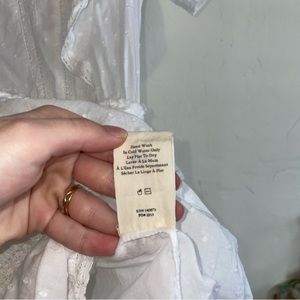 Hand Wash
In Cold Water Only
Lay Flat To Dry
Laver À La Main
À L'Eau Froide Séparément
Sécher Le Linge À Plat